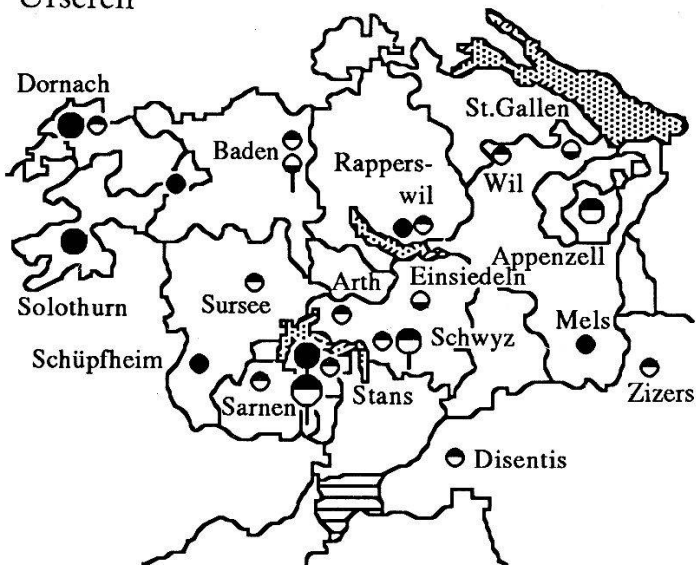 Urseren
Dornach
St.Gallen
Baden
Rappers-
wil
Wil
Appenzell
Solothurn
Sursee
Arth
Einsiedeln
Schüpfheim
Schwyz
Mels
Sarnen
Stans
Zizers
Disentis